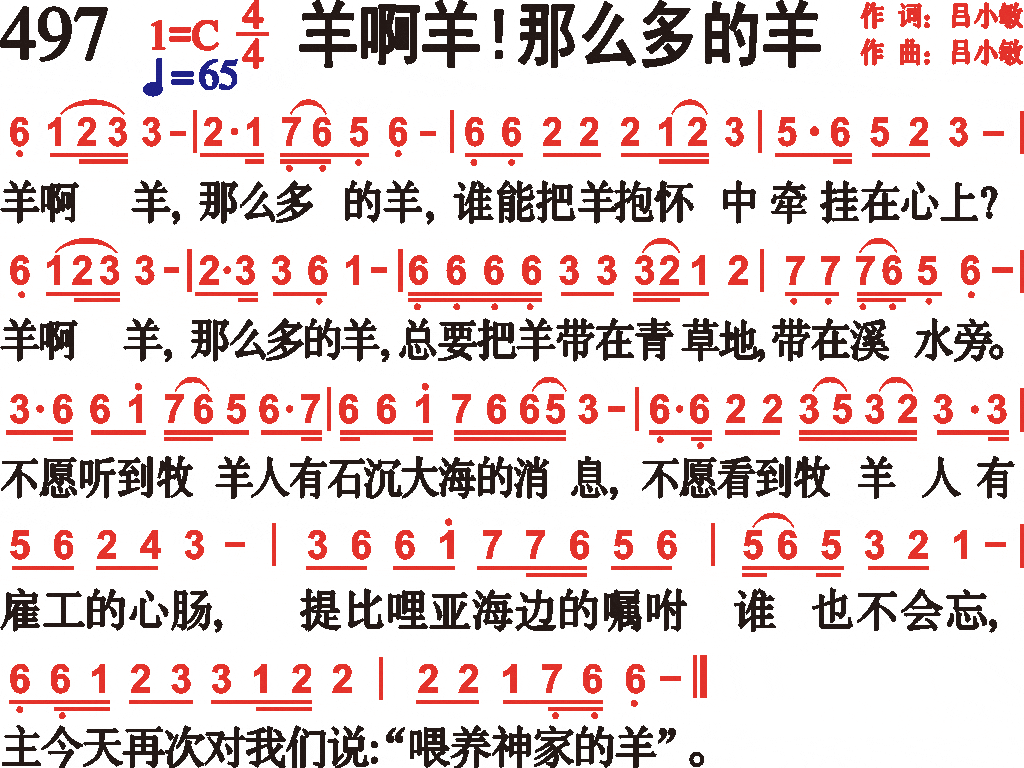 497 1=C 4/4 羊啊羊!那么多的羊 作 词：吕小敏
♩=65 作 曲：吕小敏
6 1 2 3 3 - | 2 · 1 7 6 5 6 - | 6 6 2 2 2 1 2 3 | 5 · 6 5 2 3 - |
羊啊 羊, 那么多 的羊, 谁能把羊抱怀 中 牵 挂在心上?
6 1 2 3 3 - | 2 · 3 3 6 1 - | 6 6 6 6 3 3 3 2 1 2 | 7 7 7 6 5 6 - |
羊啊 羊, 那么多的羊, 总要把羊带在青 草地, 带在溪 水旁。
3 · 6 6 1 7 6 5 6 · 7 | 6 6 1 7 6 6 5 3 - | 6 · 6 2 2 3 5 3 2 3 · 3 |
不愿听到牧 羊人有石沉大海的消 息, 不愿看到牧 羊 人 有
5 6 2 4 3 - | 3 6 6 1 7 7 6 5 6 | 5 6 5 3 2 1 - |
雇工的心肠, 提比哩亚海边的嘱咐 谁 也不会忘,
6 6 1 2 3 3 1 2 2 | 2 2 1 7 6 6 - ‖
主今天再次对我们说:“喂养神家的羊”。